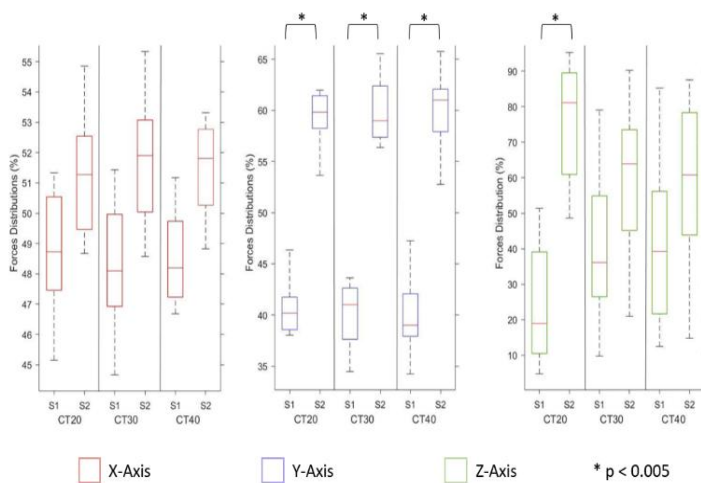 * * * *
55
54
53
52
51
50
49
48
47
46
45
Forces Distributions (%)
S1 S2 S1 S2 S1 S2
CT20 CT30 CT40
65
60
55
50
45
40
35
Forces Distributions (%)
S1 S2 S1 S2 S1 S2
CT20 CT30 CT40
90
80
70
60
50
40
30
20
10
Forces Distributions (%)
S1 S2 S1 S2 S1 S2
CT20 CT30 CT40
X-Axis Y-Axis Z-Axis * p < 0.005